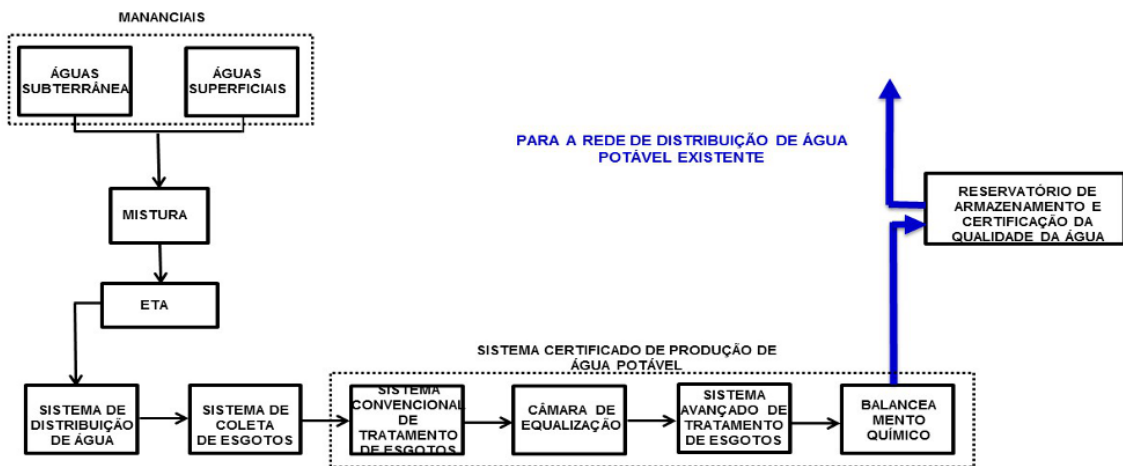 MANANCIAIS
ÁGUAS
SUBTERRÂNEA
ÁGUAS
SUPERFICIAIS
MISTURA
ETA
PARA A REDE DE DISTRIBUIÇÃO DE ÁGUA
POTÁVEL EXISTENTE
RESERVATÓRIO DE
ARMAZENAMENTO E
CERTIFICAÇÃO DA
QUALIDADE DA ÁGUA
SISTEMA CERTIFICADO DE PRODUÇÃO DE
ÁGUA POTÁVEL
SISTEMA DE
DISTRIBUIÇÃO
DE ÁGUA
SISTEMA DE
COLETA
DE ESGOTOS
SISTEMA
CONVENCIONAL
DE
TRATAMENTO
DE ESGOTOS
CÂMARA DE
EQUALIZAÇÃO
SISTEMA
AVANÇADO DE
TRATAMENTO
DE ESGOTOS
BALANCEA
MENTO
QUÍMICO